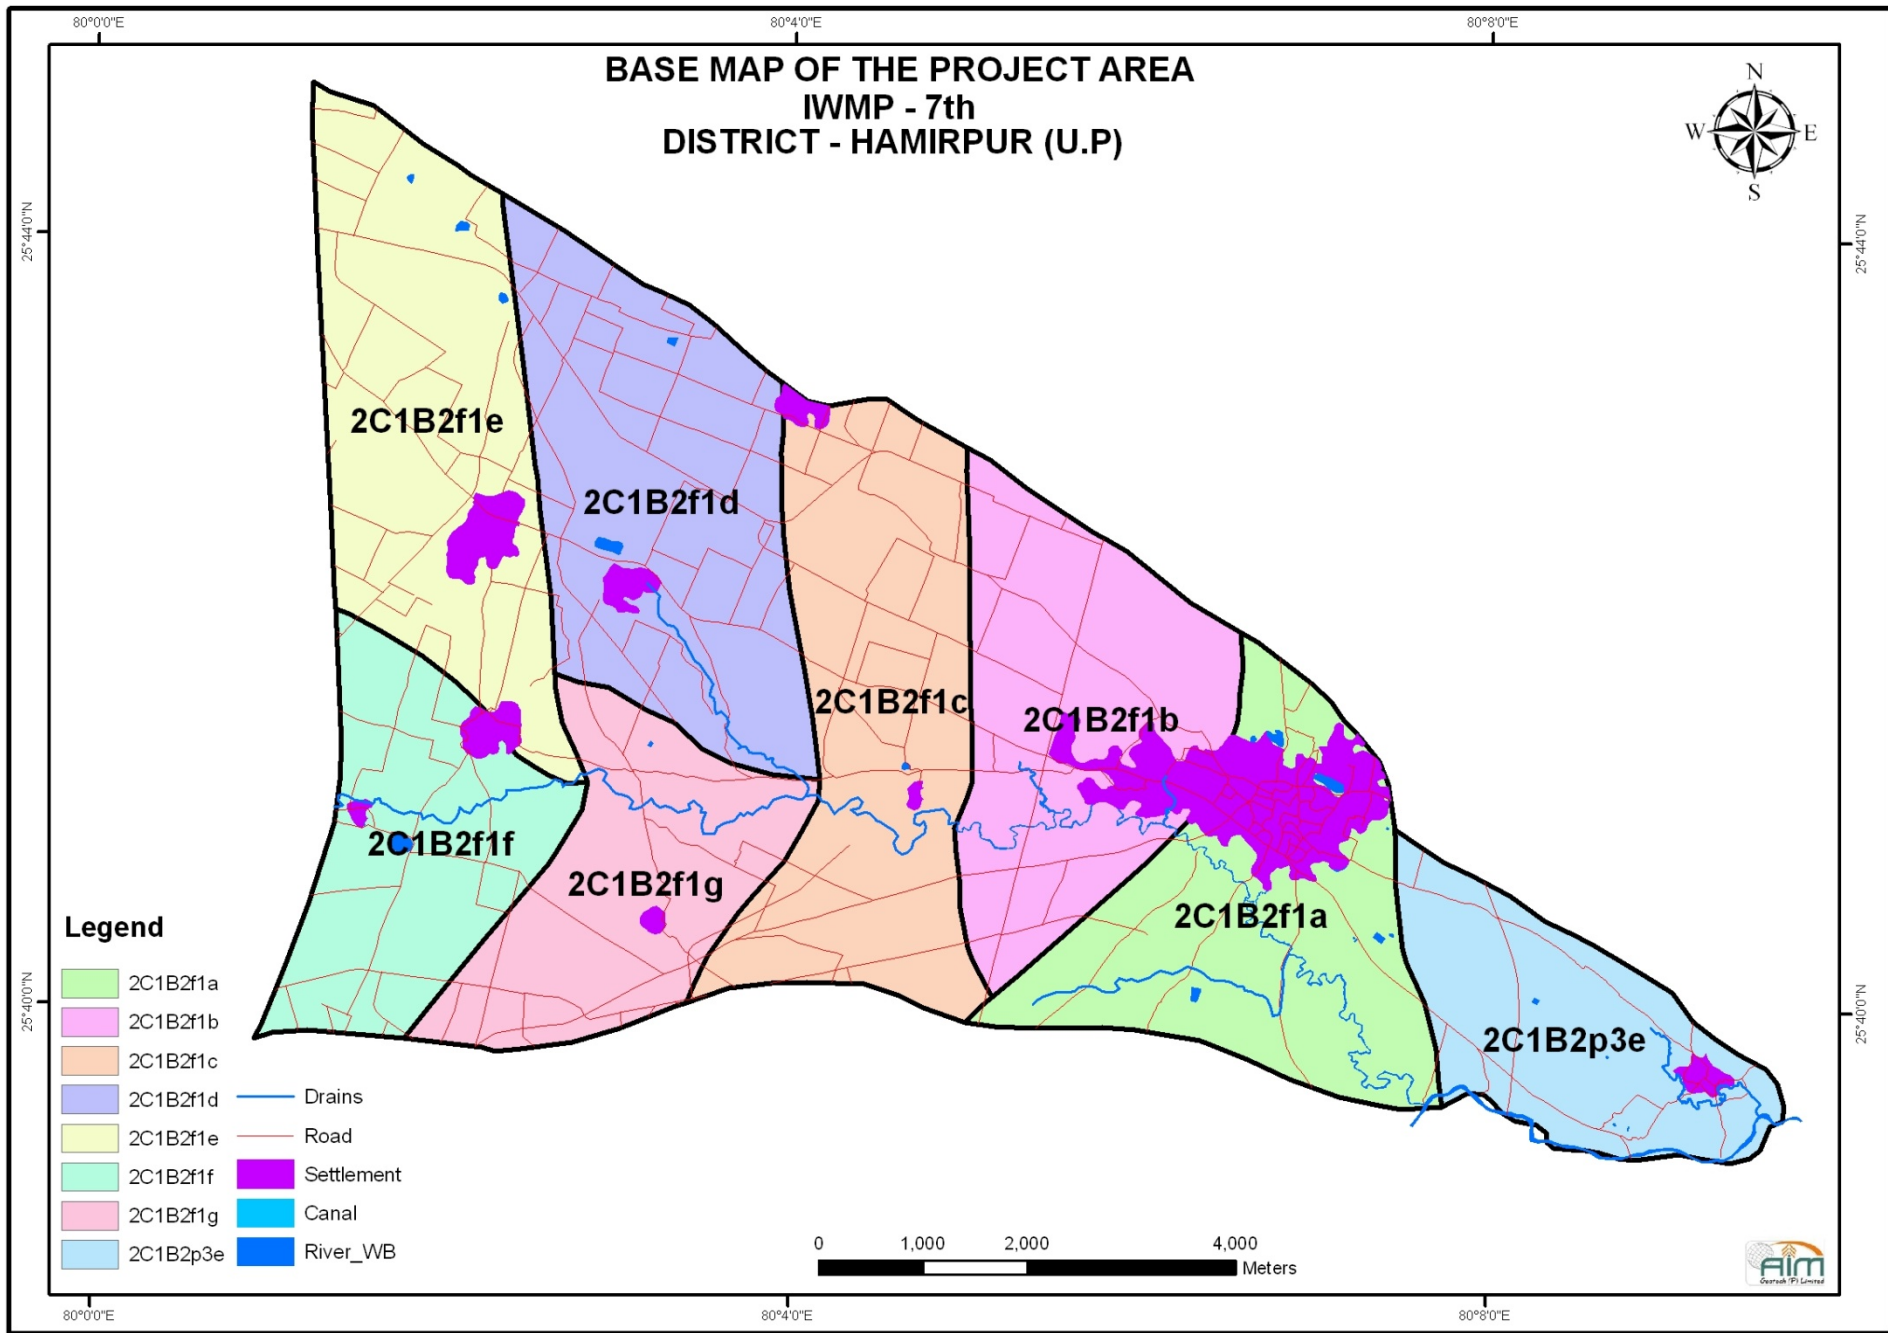 80°0'0"E
80°4'0"E
80°8'0"E
BASE MAP OF THE PROJECT AREA
IWMP - 7th
DISTRICT - HAMIRPUR (U.P)
N
W
E
S
25°44'0"N
25°44'0"N
2C1B2f1e
2C1B2f1d
2C1B2f1c
2C1B2f1b
2C1B2f1f
2C1B2f1g
2C1B2f1a
2C1B2p3e
25°40'0"N
25°40'0"N
Legend
2C1B2f1a
2C1B2f1b
2C1B2f1c
2C1B2f1d
2C1B2f1e
2C1B2f1f
2C1B2f1g
2C1B2p3e
Drains
Road
Settlement
Canal
River_WB
0 1,000 2,000 4,000
Meters
AIM
Geotech (P) Limited
80°0'0"E
80°4'0"E
80°8'0"E